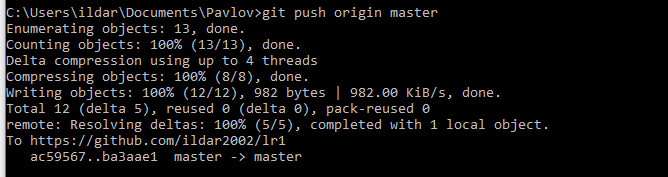 C:\Users\ildar\Documents\Pavlov>git push origin master
Enumerating objects: 13, done.
Counting objects: 100% (13/13), done.
Delta compression using up to 4 threads
Compressing objects: 100% (8/8), done.
Writing objects: 100% (12/12), 982 bytes | 982.00 KiB/s, done.
Total 12 (delta 5), reused 0 (delta 0), pack-reused 0
remote: Resolving deltas: 100% (5/5), completed with 1 local object.
To https://github.com/ildar2002/lr1
   ac59567..ba3aae1  master -> master